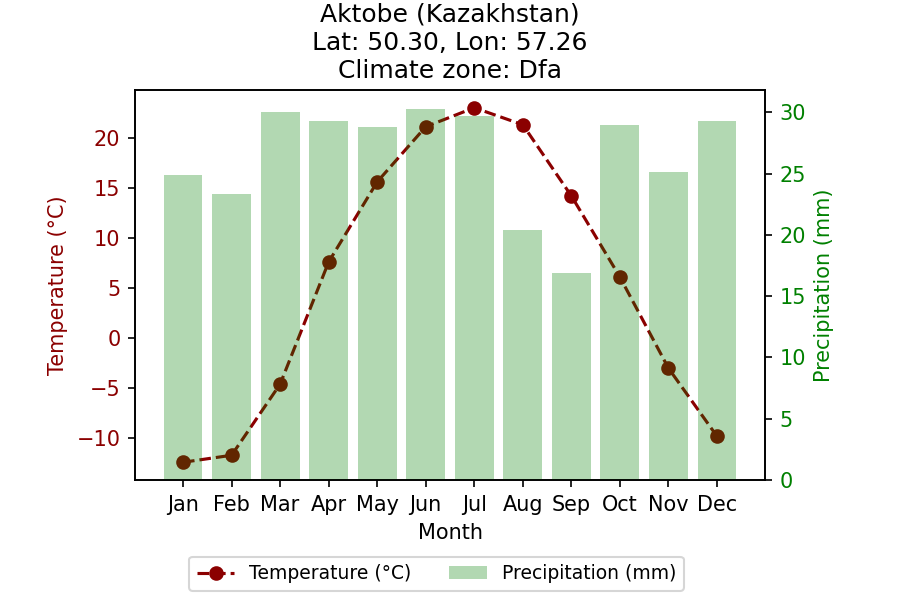 Aktobe (Kazakhstan)
Lat: 50.30, Lon: 57.26
Climate zone: Dfa
Temperature (°C)
20
15
10
5
0
−5
−10
30
25
20
15
10
5
0
Precipitation (mm)
Jan Feb Mar Apr May Jun Jul Aug Sep Oct Nov Dec
Month
Temperature (°C) Precipitation (mm)